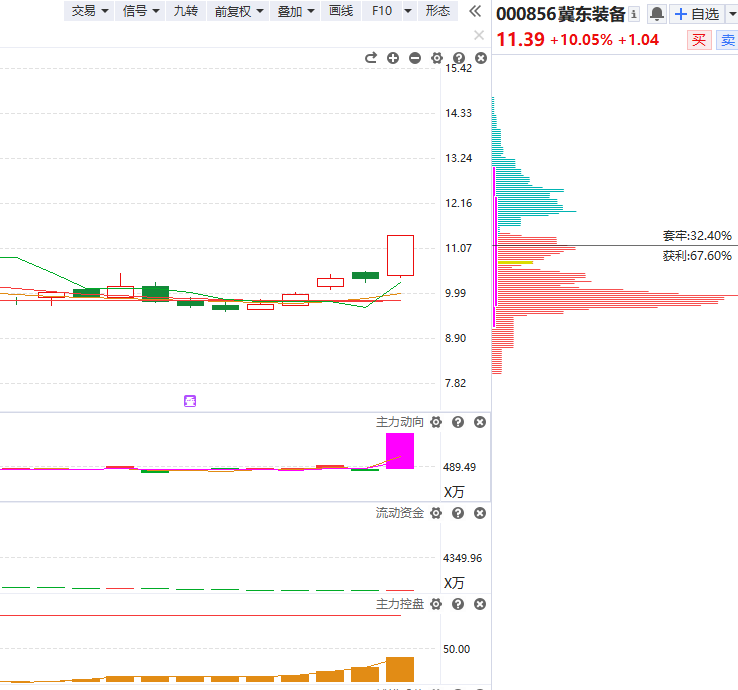 交易 信号 九转 前复权 叠加 画线 F10 形态
000856冀东装备 自选
11.39 +10.05% +1.04 买 卖
15.42
14.33
13.24
12.16
套牢:32.40%
11.07
获利:67.60%
9.99
8.90
7.82
主力动向
489.49
X万
流动资金
4349.96
X万
主力控盘
50.00